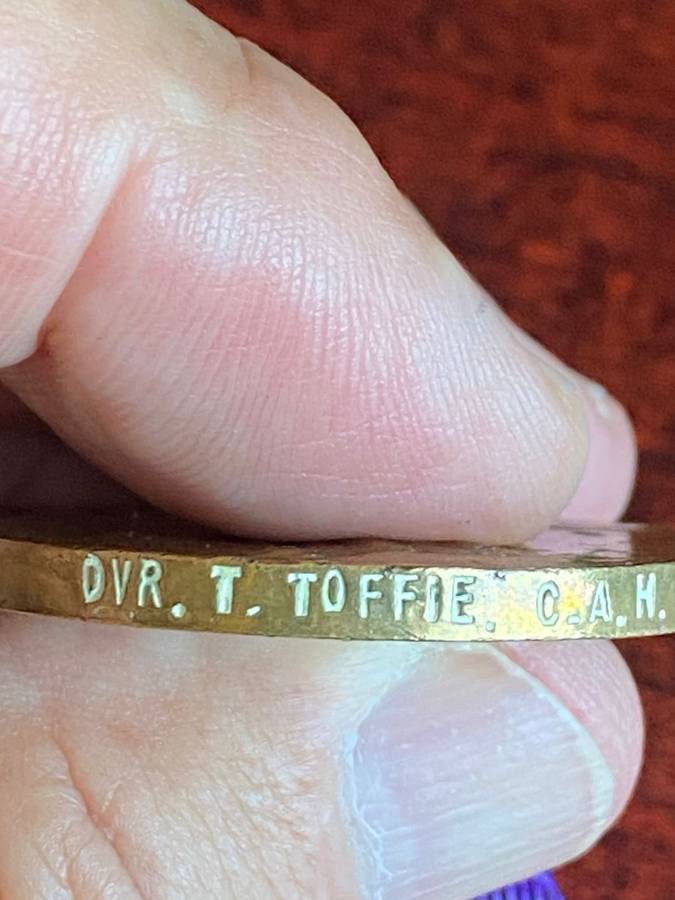 DVR. T. TOFFIE. C.A.H.